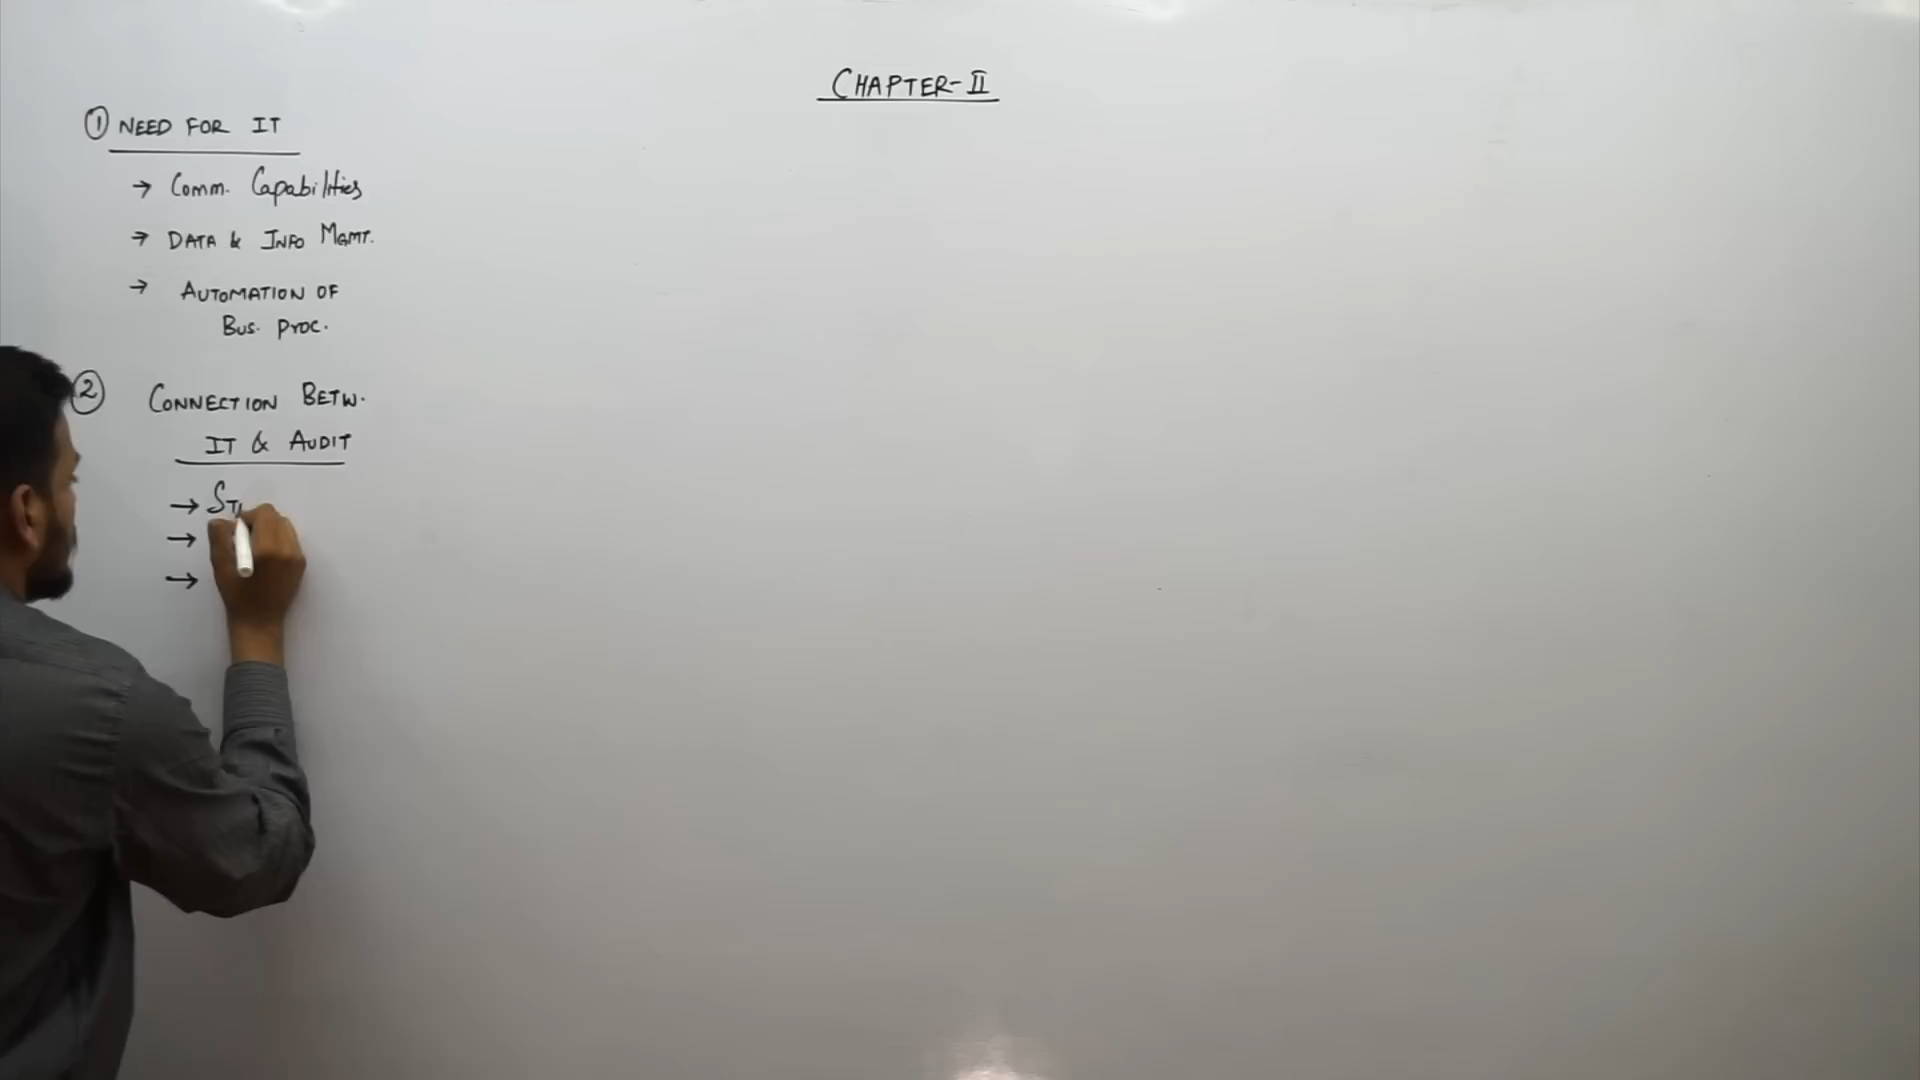 CHAPTER-II
① NEED FOR IT
→ Comm. Capabilities
→ DATA & INFO MGMT.
→ AUTOMATION OF
BUS. PROC.
② CONNECTION BETW.
IT & AUDIT
→
→
→